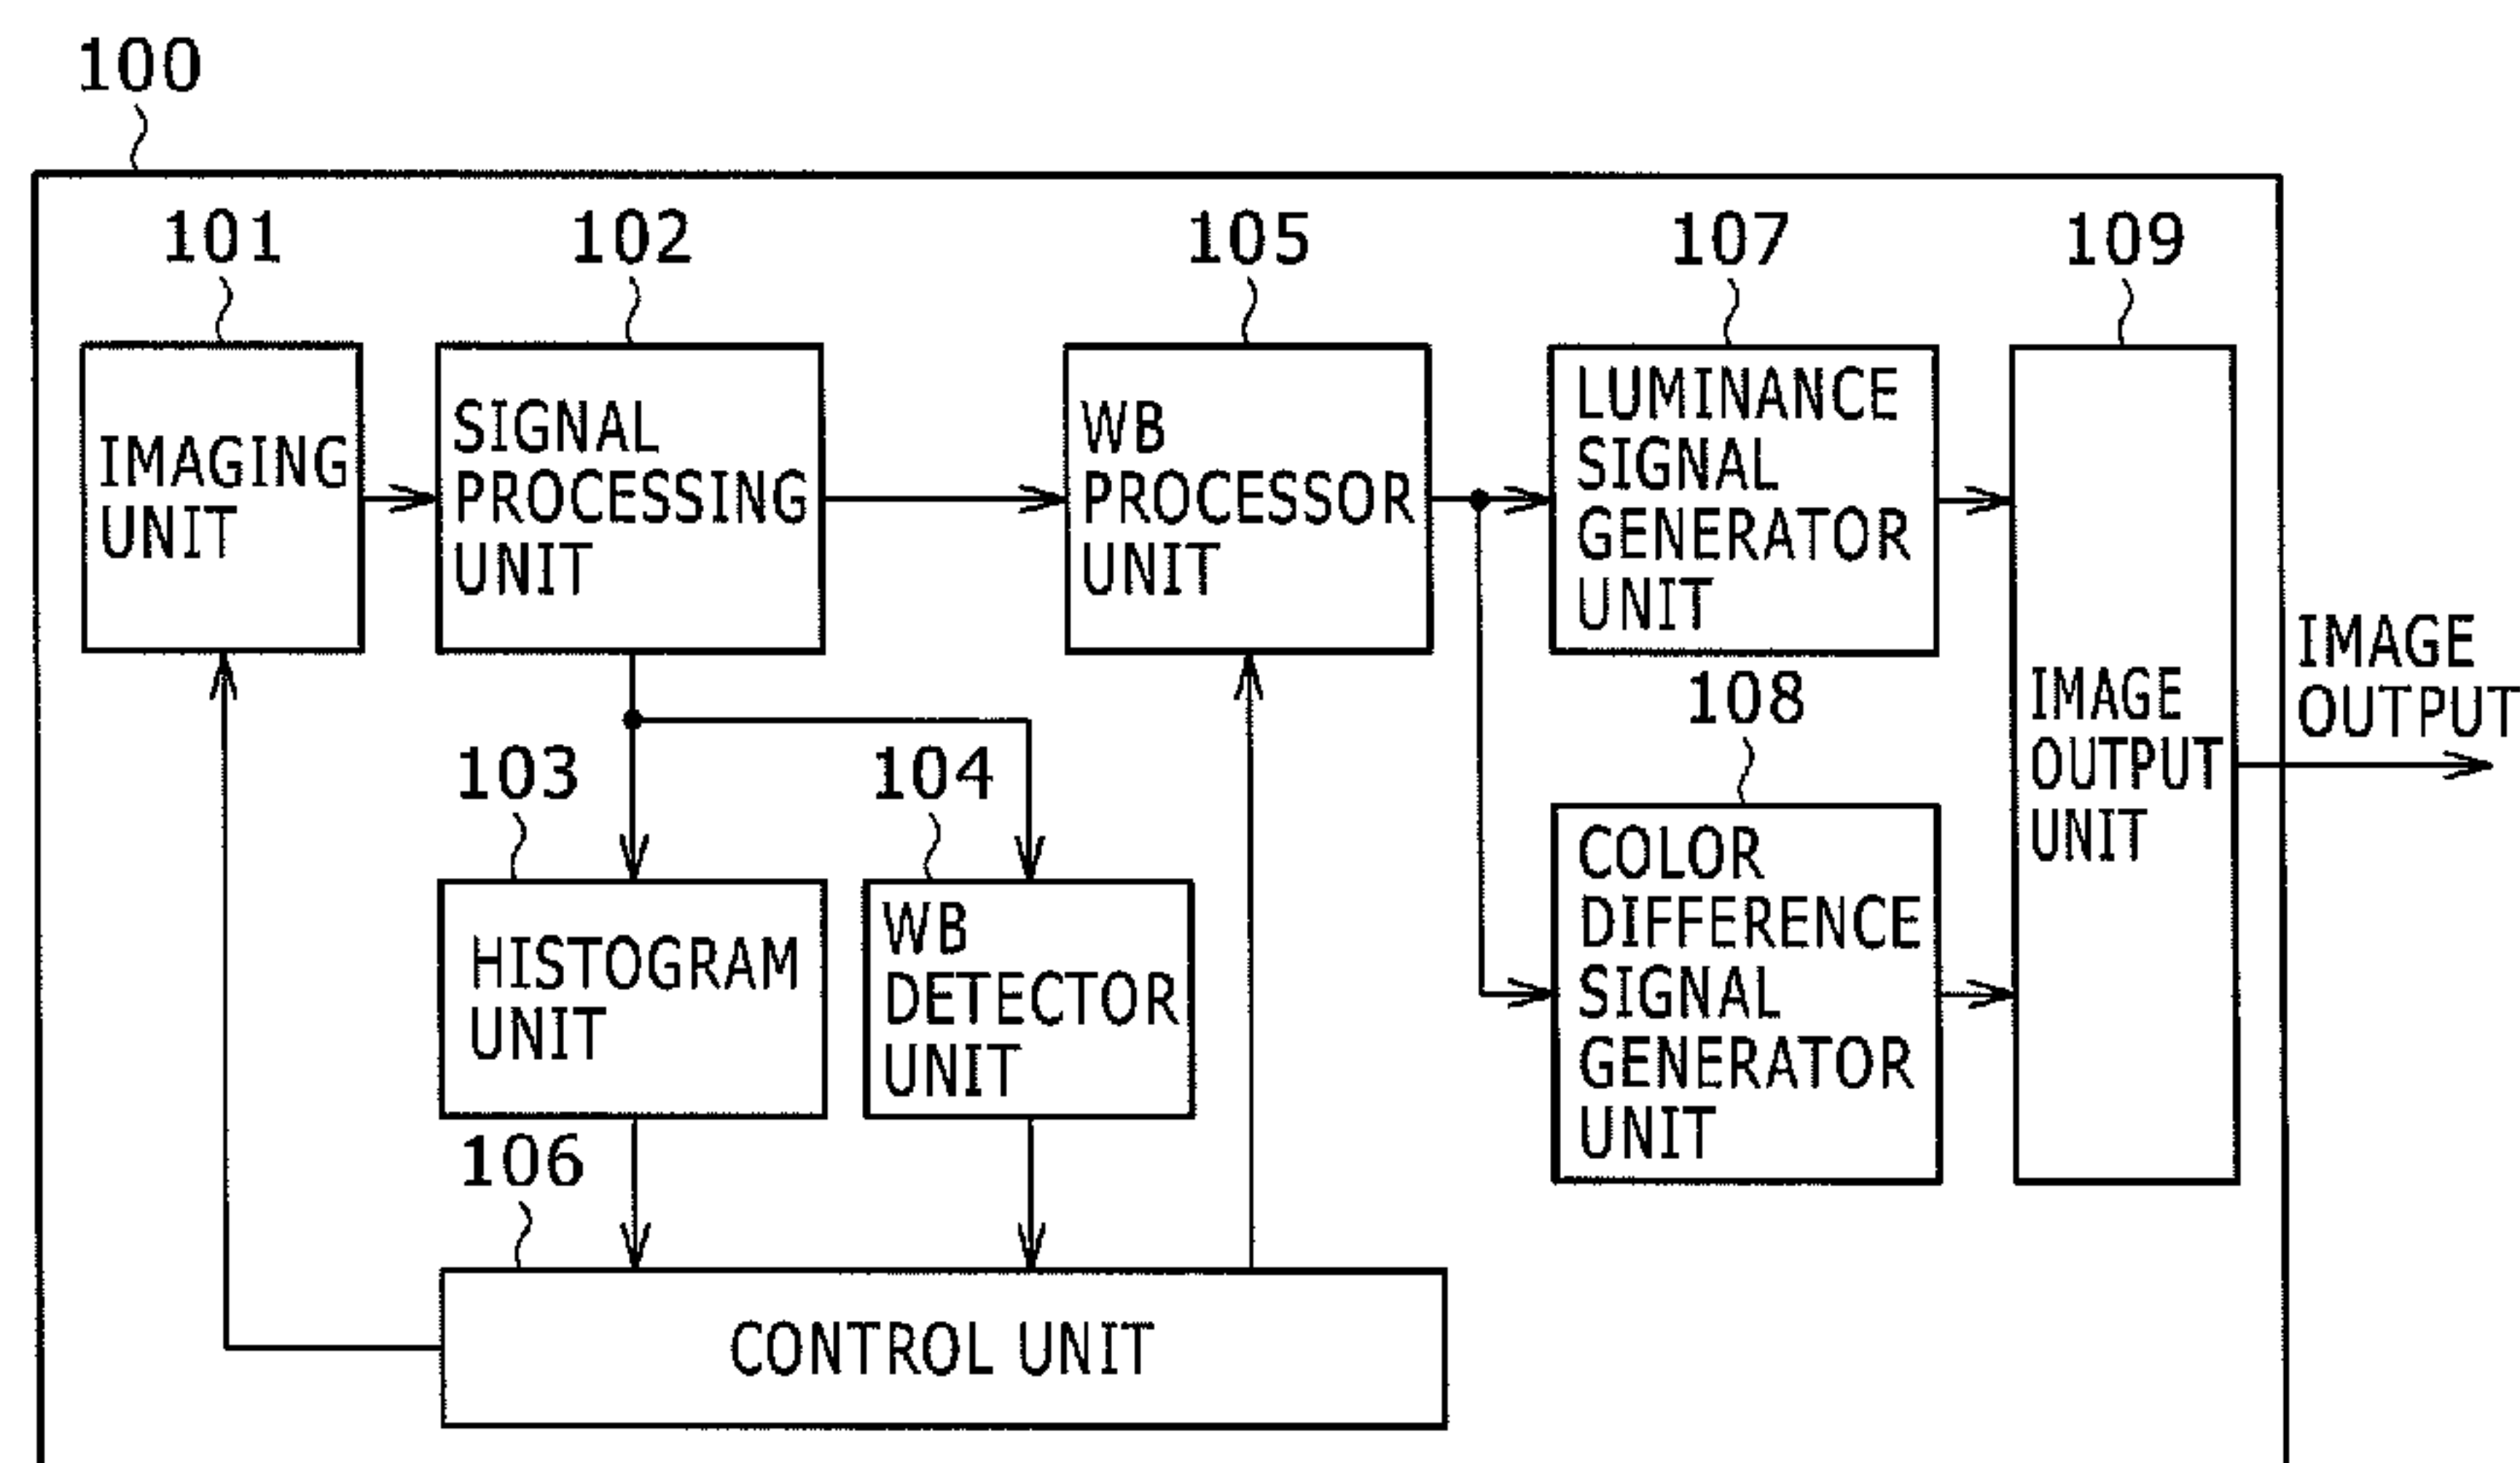 100
101
102
105
107
109
IMAGING
UNIT
SIGNAL
PROCESSING
UNIT
WB
PROCESSOR
UNIT
LUMINANCE
SIGNAL
GENERATOR
UNIT
IMAGE
OUTPUT
UNIT
IMAGE
OUTPUT
108
COLOR
DIFFERENCE
SIGNAL
GENERATOR
UNIT
103
HISTOGRAM
UNIT
104
WB
DETECTOR
UNIT
106
CONTROL UNIT